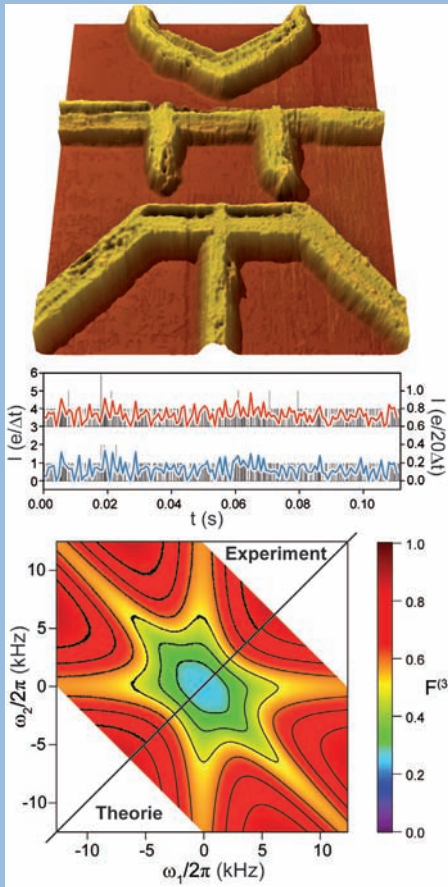 6
5
4
3
2
1
0
I (e/Δt)
1.0
0.8
0.6
0.4
0.2
0.0
I (e/20Δt)
0.00 0.02 0.04 0.06 0.08 0.10
t (s)
Experiment
Theorie
10
5
0
-5
-10
ω₂/2π (kHz)
-10 -5 0 5 10
ω₁/2π (kHz)
1.0
0.8
0.6
0.4
0.2
0.0
F(3